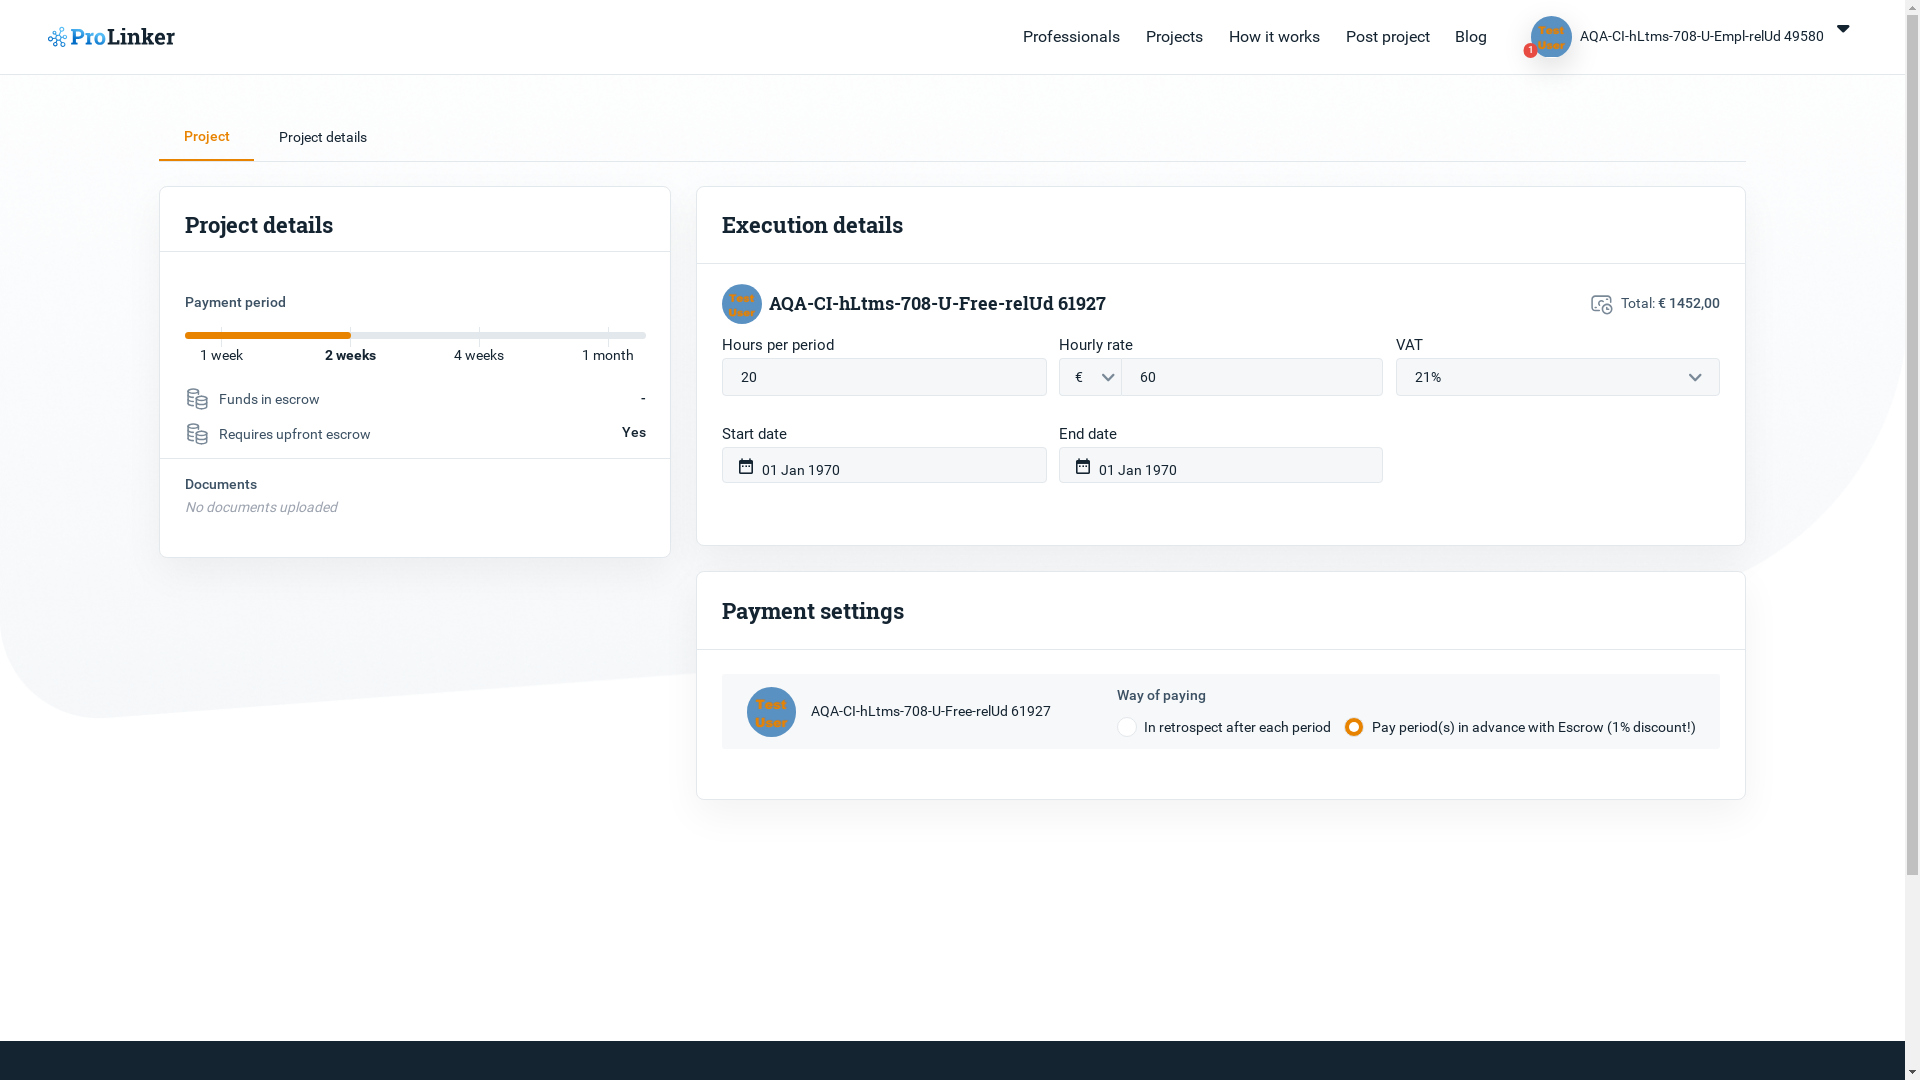 ProLinker
Professionals
Projects
How it works
Post project
Blog
Test
User
1
AQA-CI-hLtms-708-U-Empl-relUd 49580
Project
Project details
Project details
Payment period
1 week
2 weeks
4 weeks
1 month
Funds in escrow
-
Requires upfront escrow
Yes
Documents
No documents uploaded
Execution details
Test
User
AQA-CI-hLtms-708-U-Free-relUd 61927
Total: € 1452,00
Hours per period
Hourly rate
VAT
20
€
60
21%
Start date
End date
01 Jan 1970
01 Jan 1970
Payment settings
Test
User
AQA-CI-hLtms-708-U-Free-relUd 61927
Way of paying
In retrospect after each period
Pay period(s) in advance with Escrow (1% discount!)